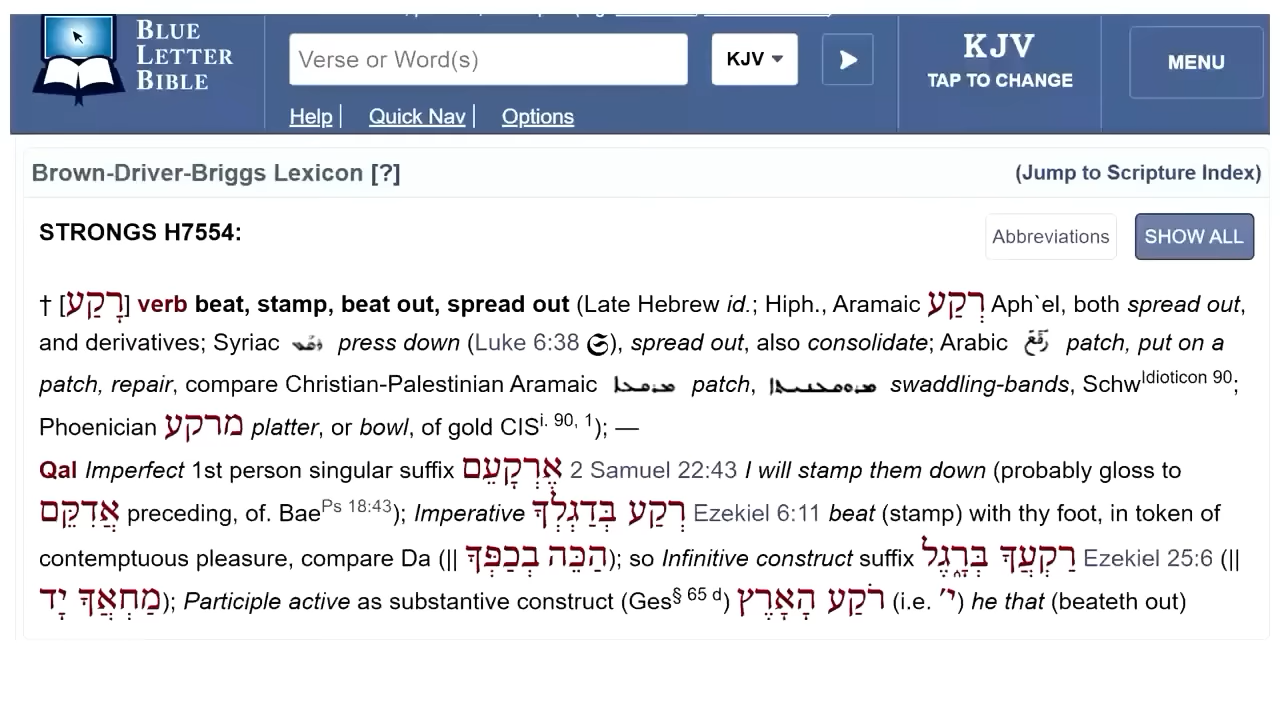 BLUE
LETTER
BIBLE
Verse or Word(s)
KJV
KJV
TAP TO CHANGE
MENU
Help
Quick Nav
Options
Brown-Driver-Briggs Lexicon [?]
(Jump to Scripture Index)
STRONGS H7554:
Abbreviations
SHOW ALL
† [רָקַע] verb beat, stamp, beat out, spread out (Late Hebrew id.; Hiph., Aramaic רְקַע Aph`el, both spread out,
and derivatives; Syriac press down (Luke 6:38 𝕾), spread out, also consolidate; Arabic patch, put on a
patch, repair, compare Christian-Palestinian Aramaic patch, swaddling-bands, Schw Idioticon 90;
Phoenician מרקע platter, or bowl, of gold CIS i. 90, 1); —
Qal Imperfect 1st person singular suffix אֶרְקָעֵם 2 Samuel 22:43 I will stamp them down (probably gloss to
אֲדִקֵּם preceding, of. Bae Ps 18:43); Imperative רְקַע בְּדַגְלְךָ Ezekiel 6:11 beat (stamp) with thy foot, in token of
contemptuous pleasure, compare Da (|| הַכֵּה בְכַפְּךָ); so Infinitive construct suffix רַקְעֲךָ בְּרֶגֶל Ezekiel 25:6 (||
מַחְאֲךָ יָד); Participle active as substantive construct (Ges § 65 d) רֹקַע הָאָרֶץ (i.e. י׳) he that (beateth out)